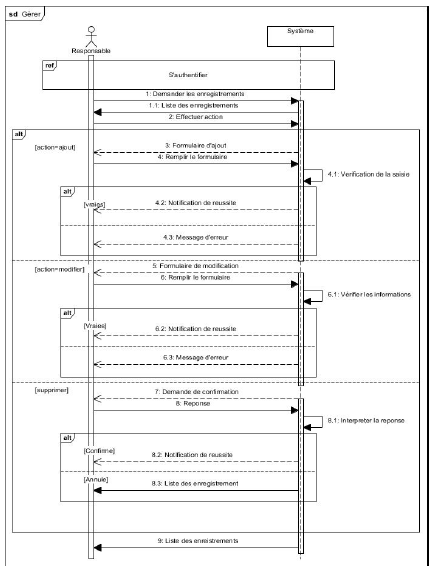 sd Gérer
Système
Responsable
ref
S'authentifier
1: Demander les enregistrements
1.1: Liste des enregistrements
2: Effectuer action
alt
[action=ajout]
3: Formulaire d'ajout
4: Remplir le formulaire
4.1: Verification de la saisie
alt
[vraies]
4.2: Notification de reussite
4.3: Message d'erreur
[action=modifier]
5: Formulaire de modification
6: Remplir le formulaire
6.1: Vérifier les informations
alt
[Vraies]
6.2: Notification de reussite
6.3: Message d'erreur
[supprimer]
7: Demande de confirmation
8: Reponse
8.1: Interpreter la reponse
alt
[Confirme]
8.2: Notification de reussite
[Annule]
8.3: Liste des enregistrement
9: Liste des enreistrements